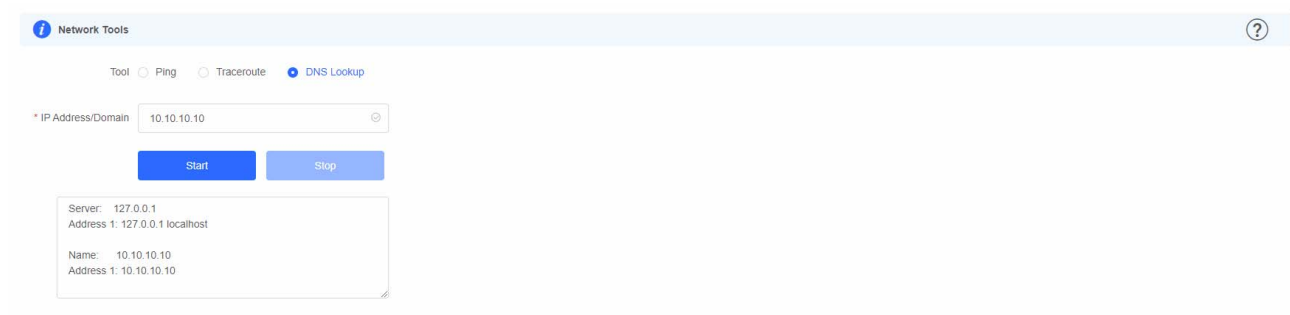 Network Tools
Tool Ping Traceroute DNS Lookup
* IP Address/Domain 10.10.10.10
Start Stop
Server: 127.0.0.1
Address 1: 127.0.0.1 localhost
Name: 10.10.10.10
Address 1: 10.10.10.10